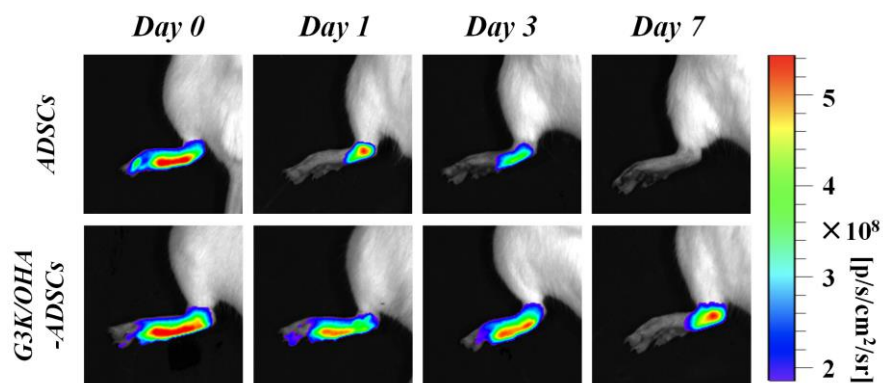 Day 0 Day 1 Day 3 Day 7
ADSCs
G3K/OHA
-ADSCs
5
4
×10⁸
3
2
[p/s/cm²/sr]